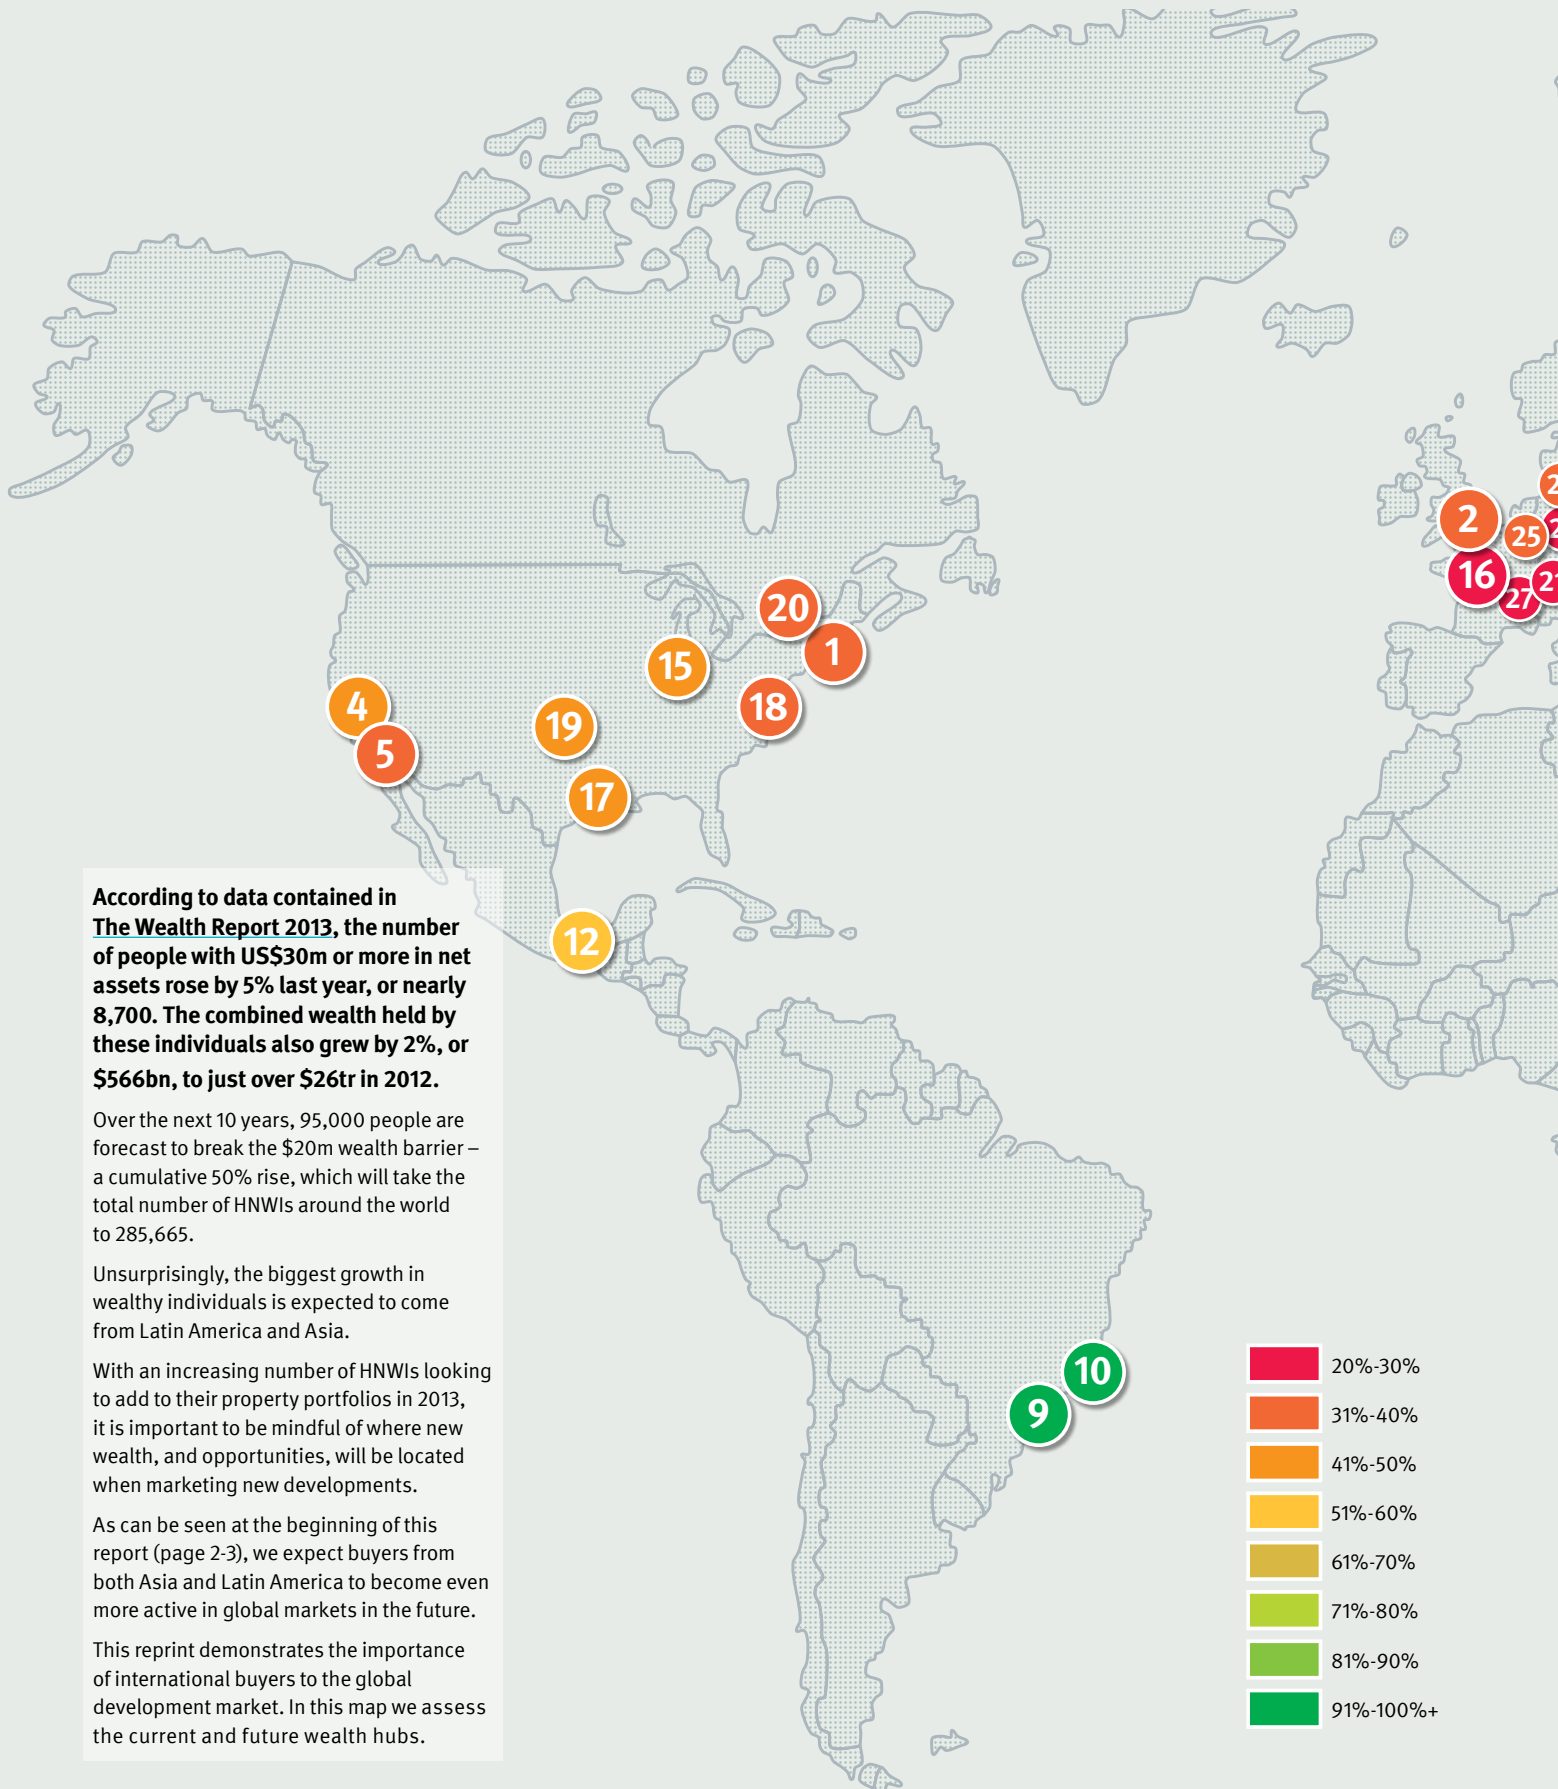 2
2
25
16
21
27
20
1
15
4
18
19
5
17
According to data contained in
The Wealth Report 2013, the number
of people with US$30m or more in net
assets rose by 5% last year, or nearly
8,700. The combined wealth held by
these individuals also grew by 2%, or
$566bn, to just over $26tr in 2012.
12
Over the next 10 years, 95,000 people are
forecast to break the $20m wealth barrier –
a cumulative 50% rise, which will take the
total number of HNWIs around the world
to 285,665.
Unsurprisingly, the biggest growth in
wealthy individuals is expected to come
from Latin America and Asia.
With an increasing number of HNWIs looking
to add to their property portfolios in 2013,
it is important to be mindful of where new
wealth, and opportunities, will be located
when marketing new developments.
As can be seen at the beginning of this
report (page 2-3), we expect buyers from
both Asia and Latin America to become even
more active in global markets in the future.
This reprint demonstrates the importance
of international buyers to the global
development market. In this map we assess
the current and future wealth hubs.
10
9
20%-30%
31%-40%
41%-50%
51%-60%
61%-70%
71%-80%
81%-90%
91%-100%+